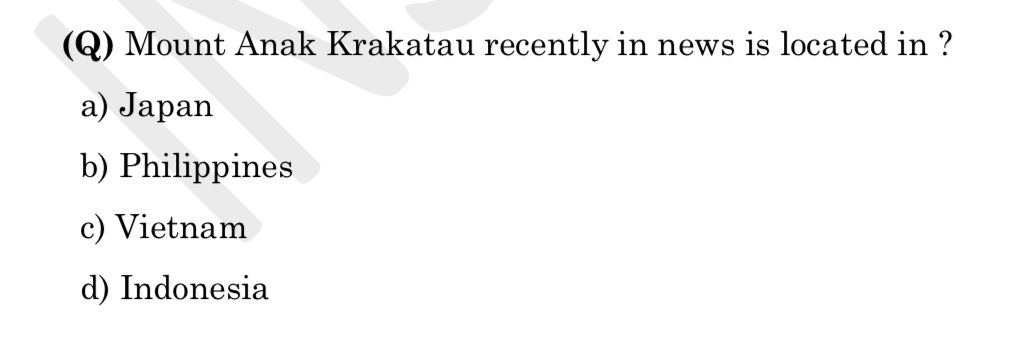 (Q) Mount Anak Krakatau recently in news is located in ?
a) Japan
b) Philippines
c) Vietnam
d) Indonesia